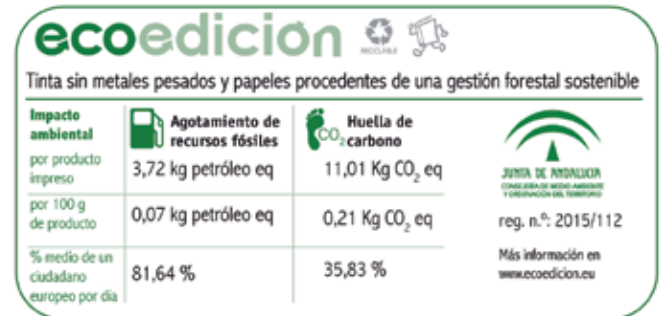 ecoedición
RECICLABLE
Tinta sin metales pesados y papeles procedentes de una gestión forestal sostenible
Impacto
ambiental
Agotamiento de
recursos fósiles
CO₂
Huella de
carbono
por producto
impreso
3,72 kg petróleo eq
11,01 Kg CO₂ eq
por 100 g
de producto
0,07 kg petróleo eq
0,21 Kg CO₂ eq
% medio de un
ciudadano
europeo por día
81,64 %
35,83 %
JUNTA DE ANDALUCIA
CONSEJERÍA DE MEDIO AMBIENTE
Y ORDENACIÓN DEL TERRITORIO
reg. n.º: 2015/112
Más información en
www.ecoedicion.eu